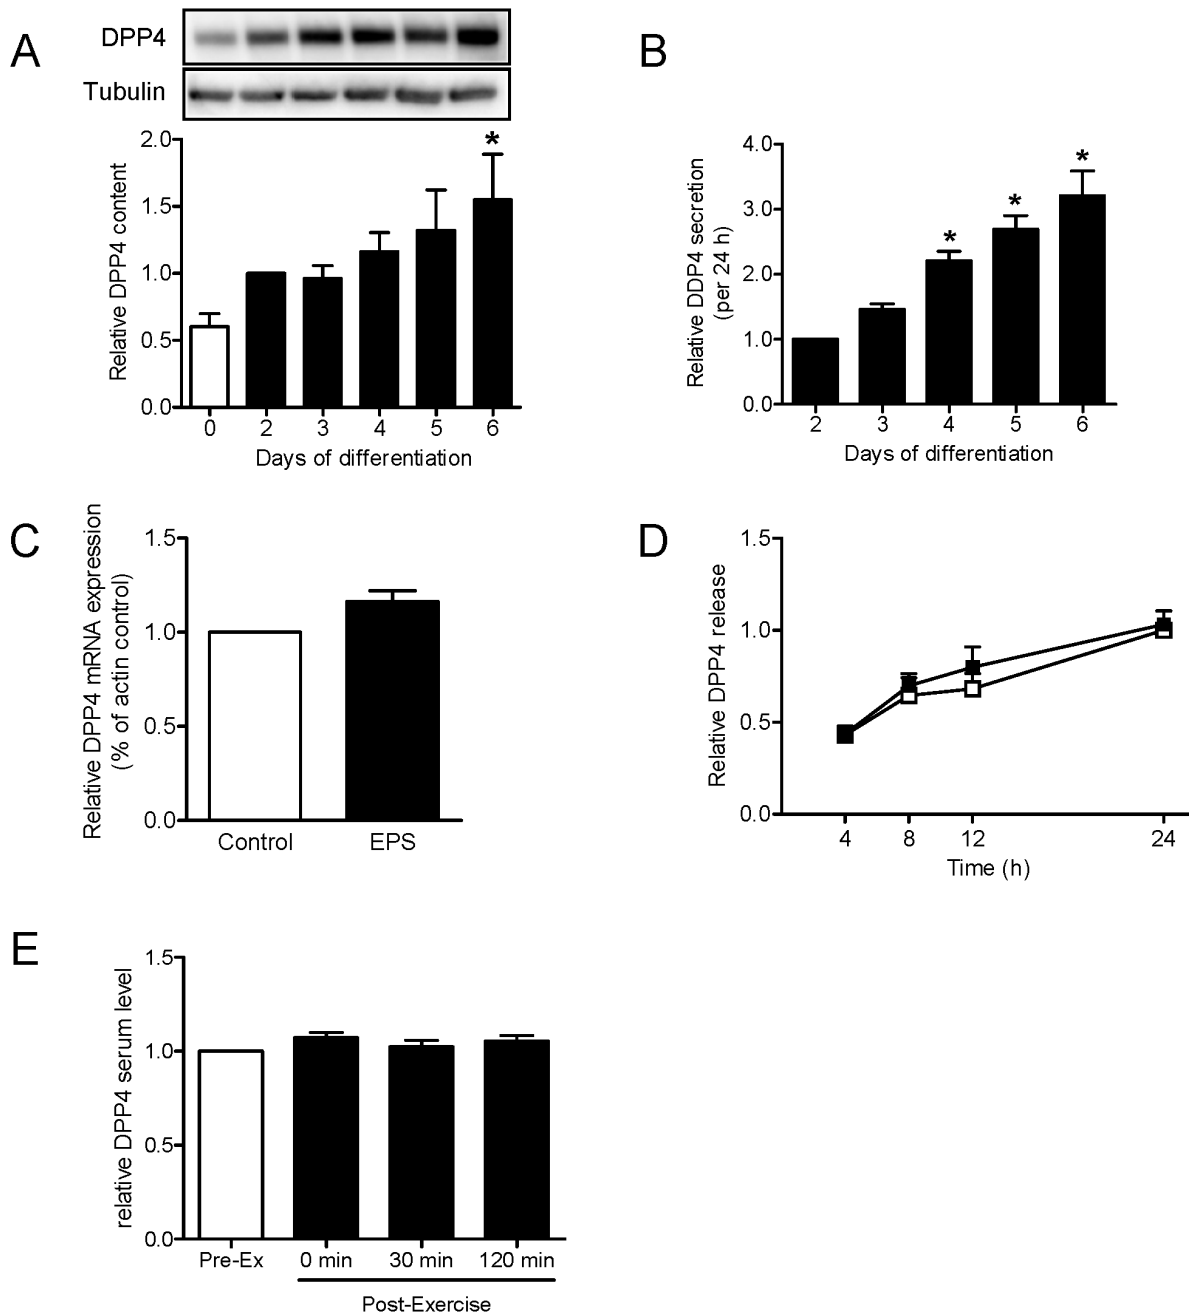 A
DPP4
Tubulin
*
2.0
1.5
1.0
0.5
0.0
Relative DPP4 content
0 2 3 4 5 6
Days of differentiation
B
4.0
3.0
2.0
1.0
0.0
Relative DDP4 secretion
(per 24 h)
* * *
2 3 4 5 6
Days of differentiation
C
1.5
1.0
0.5
0.0
Relative DPP4 mRNA expression
(% of actin control)
Control EPS
D
1.5
1.0
0.5
0.0
Relative DPP4 release
4 8 12 24
Time (h)
E
1.5
1.0
0.5
0.0
relative DPP4 serum level
Pre-Ex 0 min 30 min 120 min
Post-Exercise